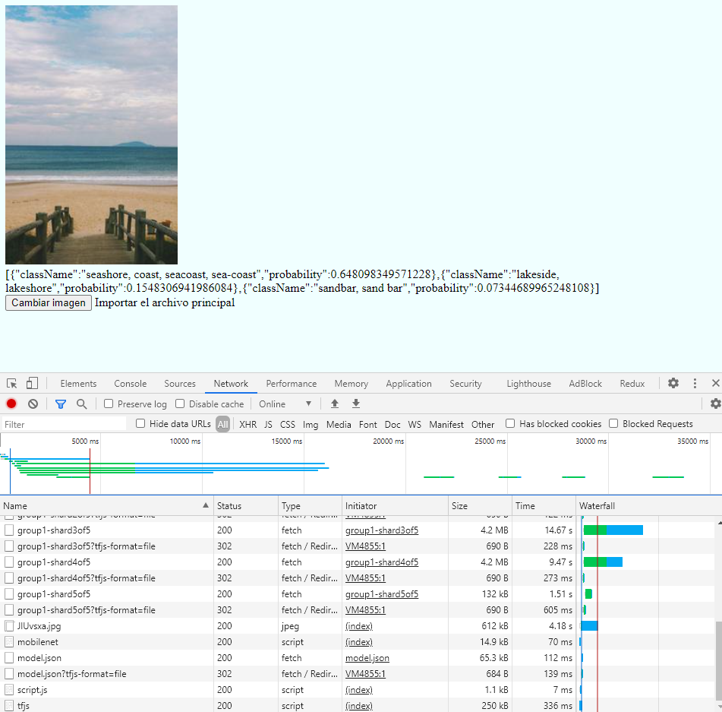 [{"className":"seashore, coast, seacoast, sea-coast","probability":0.648098349571228},{"className":"lakeside,
lakeshore","probability":0.1548306941986084},{"className":"sandbar, sand bar","probability":0.07344689965248108}]
Cambiar imagen Importar el archivo principal
Elements Console Sources Network Performance Memory Application Security Lighthouse AdBlock Redux
Preserve log Disable cache Online
Filter Hide data URLs All XHR JS CSS Img Media Font Doc WS Manifest Other Has blocked cookies Blocked Requests
5000 ms 10000 ms 15000 ms 20000 ms 25000 ms 30000 ms 35000 ms
Name Status Type Initiator Size Time Waterfall
group1-shard3of5 200 fetch group1-shard3of5 4.2 MB 14.67 s
group1-shard3of5?tfjs-format=file 302 fetch / Redir... VM4855:1 690 B 228 ms
group1-shard4of5 200 fetch group1-shard4of5 4.2 MB 9.47 s
group1-shard4of5?tfjs-format=file 302 fetch / Redir... VM4855:1 690 B 273 ms
group1-shard5of5 200 fetch group1-shard5of5 132 kB 1.51 s
group1-shard5of5?tfjs-format=file 302 fetch / Redir... VM4855:1 690 B 605 ms
JlUvsxa.jpg 200 jpeg (index) 612 kB 4.18 s
mobilenet 200 script (index) 14.9 kB 70 ms
model.json 200 fetch model.json 65.3 kB 112 ms
model.json?tfjs-format=file 302 fetch / Redir... VM4855:1 684 B 139 ms
script.js 200 script (index) 1.1 kB 7 ms
tfjs 200 script (index) 250 kB 336 ms